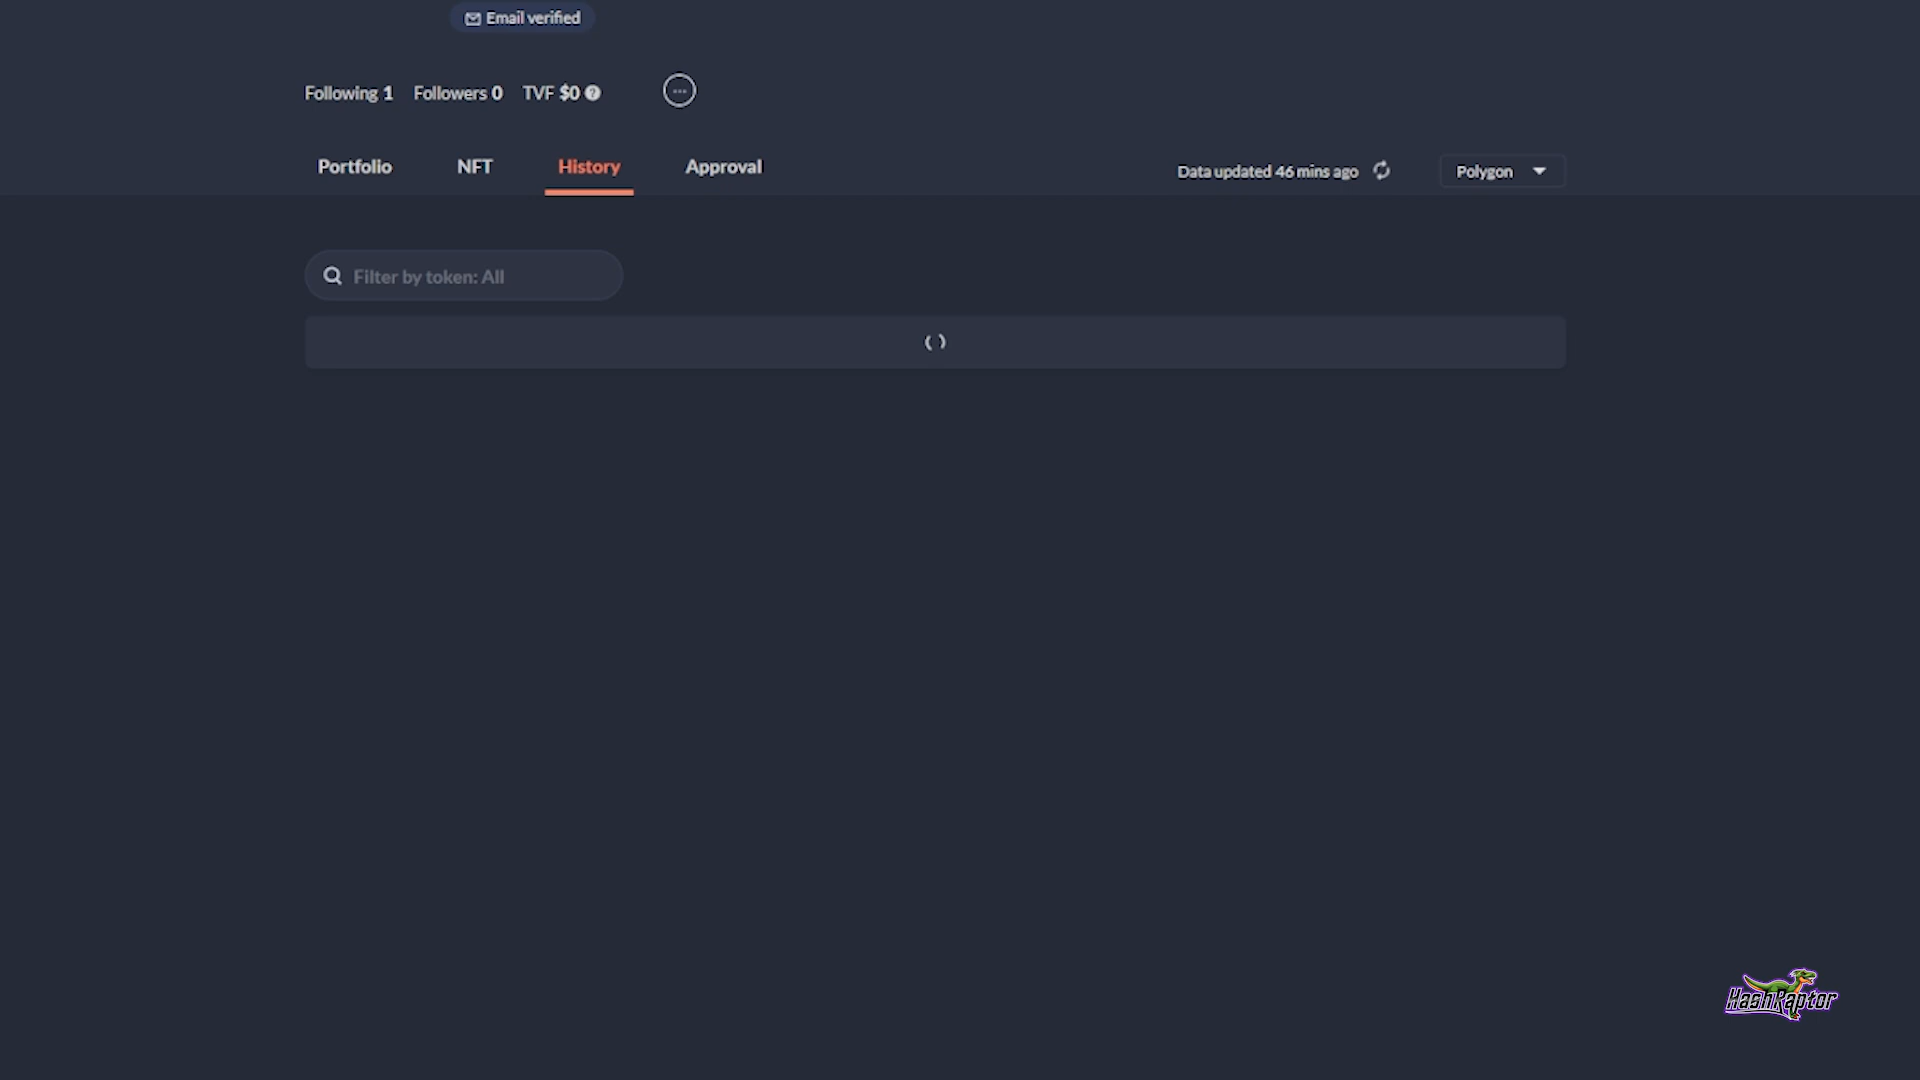 Email verified
Following 1 Followers 0 TVF $0
Portfolio NFT History Approval Data updated 46 mins ago Polygon
Filter by token: All
HashRaptor